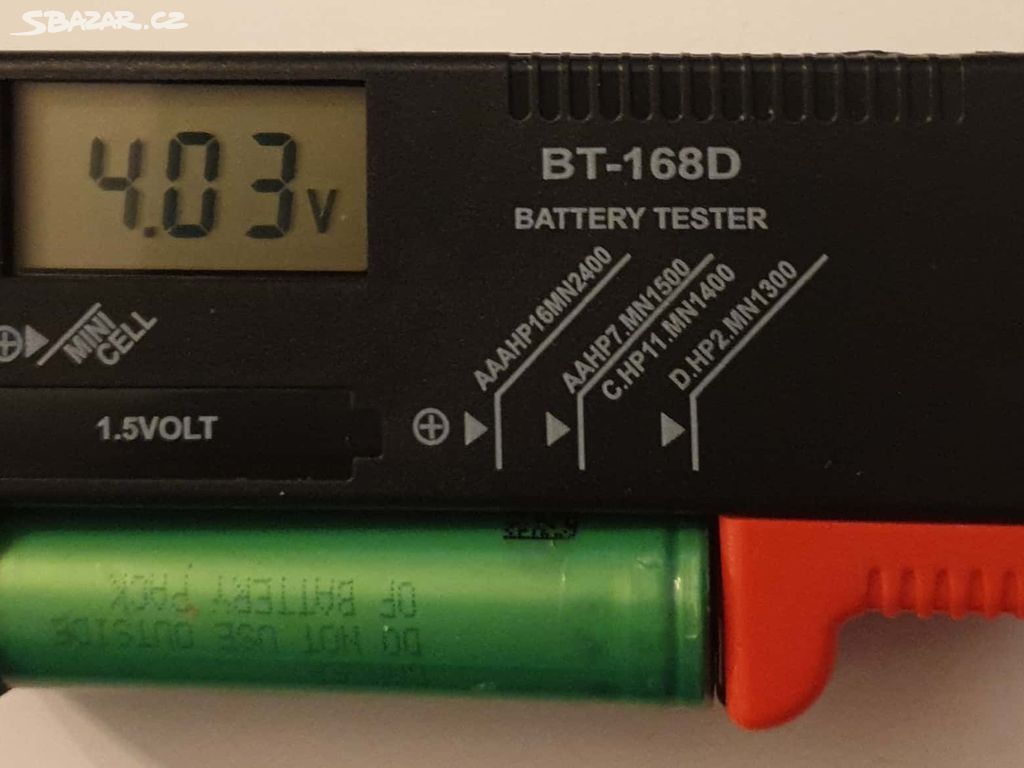 SBAZAR.CZ
4.03V
BT-168D
BATTERY TESTER
MINI
CELL
AAAHP16MN2400
AAHP7.MN1500
C.HP11.MN1400
D.HP2.MN1300
1.5VOLT
DO NOT USE OUTSIDE
OF BATTERY PACK